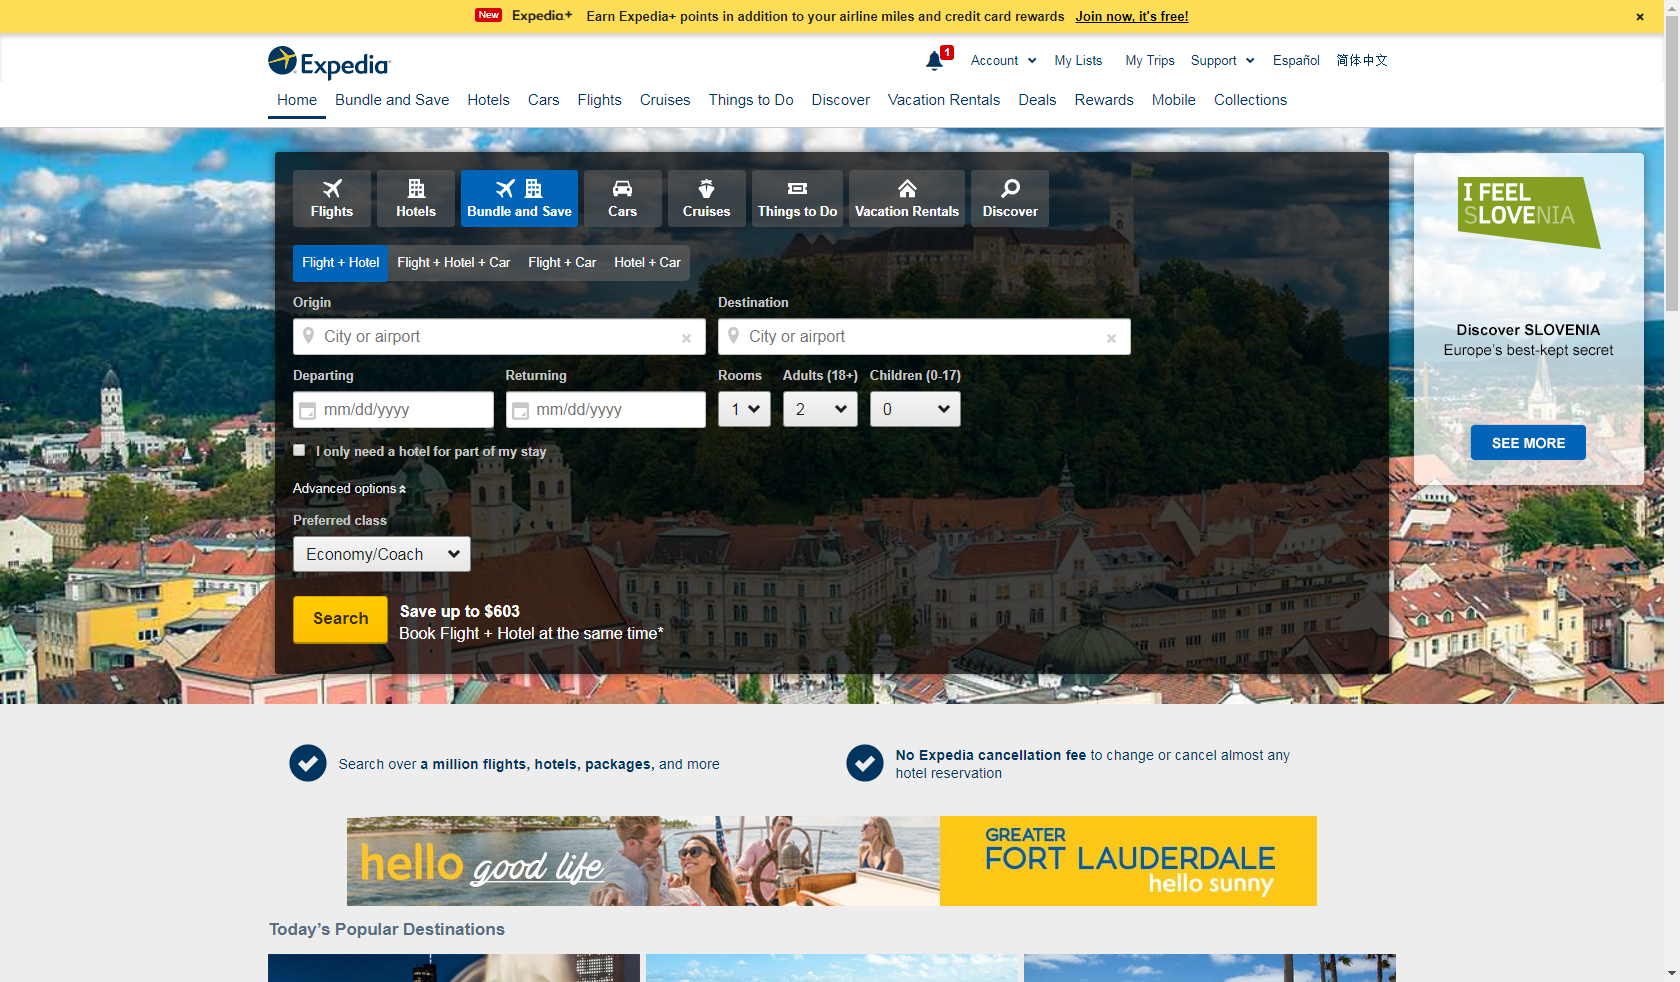 New Expedia+ Earn Expedia+ points in addition to your airline miles and credit card rewards Join now, it's free!
Expedia
1
Account My Lists My Trips Support Español 简体中文
Home Bundle and Save Hotels Cars Flights Cruises Things to Do Discover Vacation Rentals Deals Rewards Mobile Collections
Flights Hotels Bundle and Save Cars Cruises Things to Do Vacation Rentals Discover
Flight + Hotel Flight + Hotel + Car Flight + Car Hotel + Car
Origin Destination
City or airport City or airport
Departing Returning Rooms Adults (18+) Children (0-17)
mm/dd/yyyy mm/dd/yyyy 1 2 0
I only need a hotel for part of my stay
Advanced options
Preferred class
Economy/Coach
Search
Save up to $603
Book Flight + Hotel at the same time*
I FEEL
SLOVENIA
Discover SLOVENIA
Europe's best-kept secret
SEE MORE
Search over a million flights, hotels, packages, and more
No Expedia cancellation fee to change or cancel almost any
hotel reservation
hello good life
GREATER
FORT LAUDERDALE
hello sunny
Today's Popular Destinations